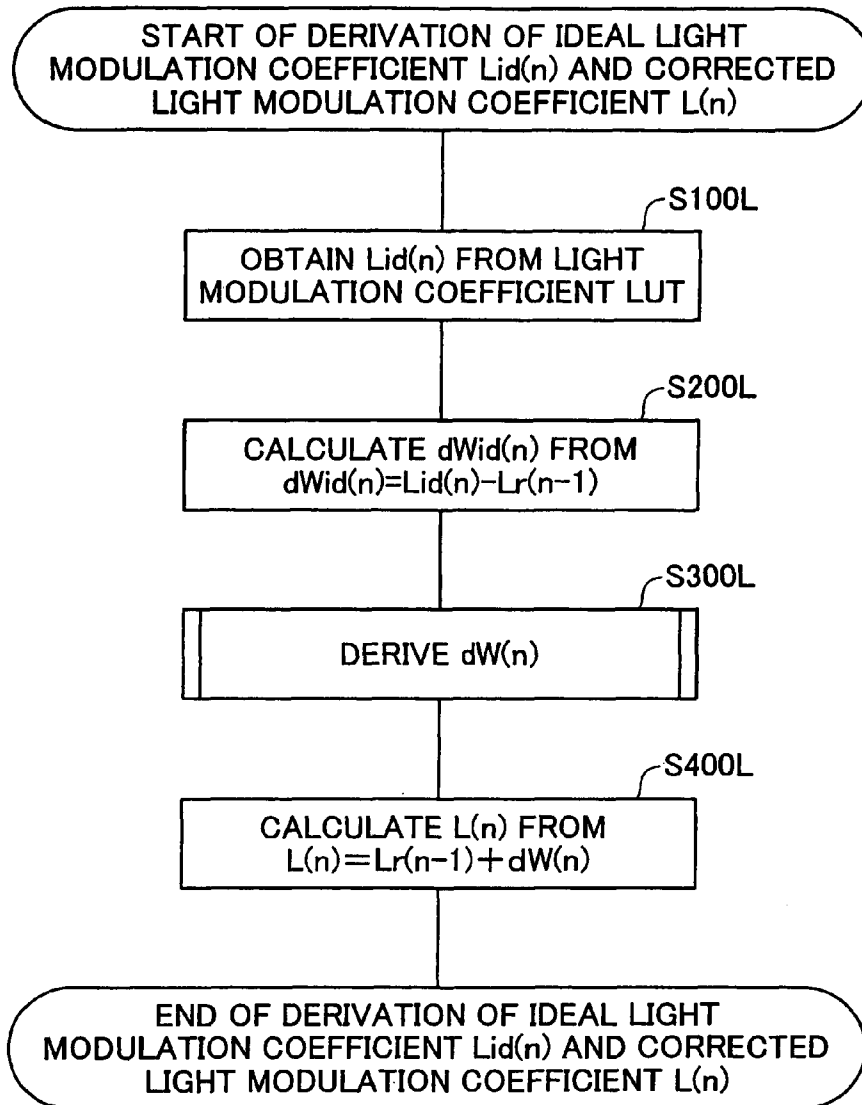 START OF DERIVATION OF IDEAL LIGHT
MODULATION COEFFICIENT Lid(n) AND CORRECTED
LIGHT MODULATION COEFFICIENT L(n)
S100L
OBTAIN Lid(n) FROM LIGHT
MODULATION COEFFICIENT LUT
S200L
CALCULATE dWid(n) FROM
dWid(n)=Lid(n)-Lr(n-1)
S300L
DERIVE dW(n)
S400L
CALCULATE L(n) FROM
L(n)=Lr(n-1)+dW(n)
END OF DERIVATION OF IDEAL LIGHT
MODULATION COEFFICIENT Lid(n) AND CORRECTED
LIGHT MODULATION COEFFICIENT L(n)